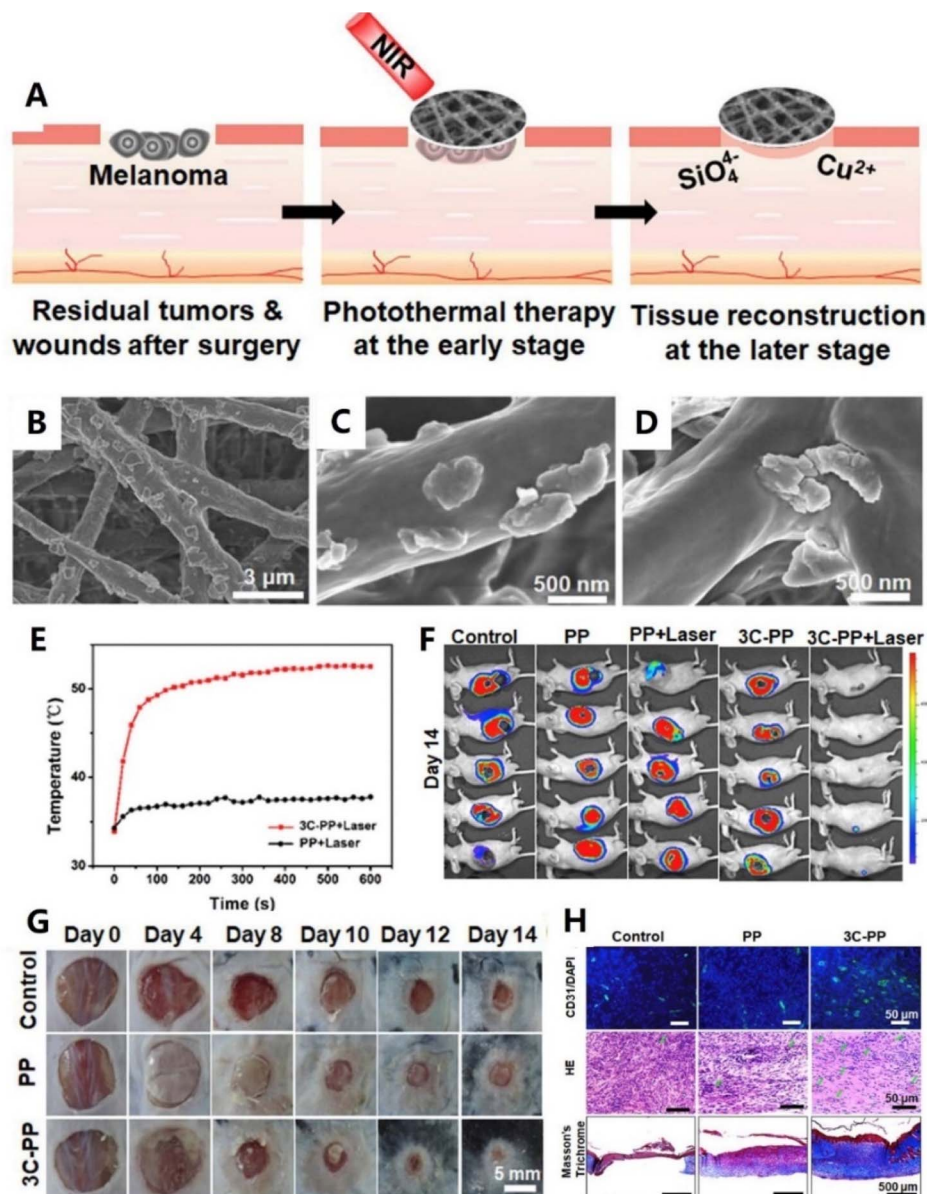 A
NIR
Melanoma
SiO₄⁴⁻
Cu²⁺
Residual tumors &
wounds after surgery
Photothermal therapy
at the early stage
Tissue reconstruction
at the later stage
B
3 µm
C
500 nm
D
500 nm
E
Temperature (℃)
50
40
30
3C-PP+Laser
PP+Laser
0 100 200 300 400 500 600
Time (s)
F
Control PP PP+Laser 3C-PP 3C-PP+Laser
Day 14
G
Day 0 Day 4 Day 8 Day 10 Day 12 Day 14
Control
PP
3C-PP
5 mm
H
Control PP 3C-PP
CD31/DAPI
50 µm
HE
50 µm
Masson's
Trichrome
500 µm